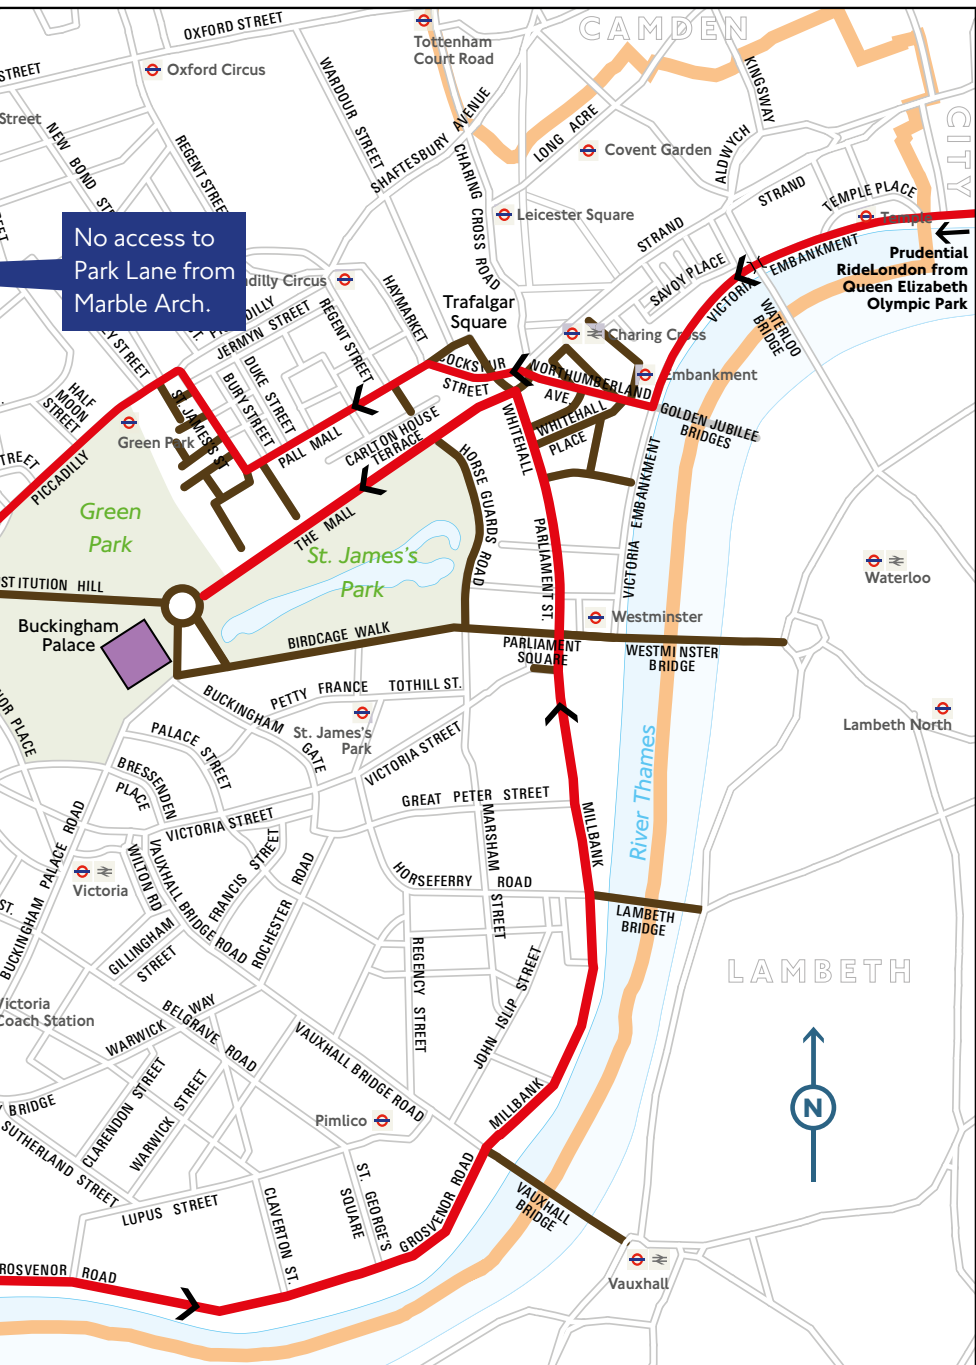 CAMDEN
OXFORD STREET
Tottenham
Court Road
Oxford Circus
STREET
Street
WARDOUR STREET
KINGSWAY
CITY
NEW BOND
REGENT STREET
SHAFTESBURY AVENUE
LONG ACRE
Covent Garden
ALDWYCH
CHARING CROSS ROAD
STRAND
TEMPLE PLACE
Temple
Leicester Square
STRAND
No access to
Park Lane from
Marble Arch.
SAVOY PLACE
VICTORIA EMBANKMENT
Prudential
RideLondon from
Queen Elizabeth
Olympic Park
HAYMARKET
Trafalgar
Square
JERMYN STREET
REGENT STREET
WATERLOO
BRIDGE
Charing Cross
Embankment
STREET
NORTHUMBERLAND
AVE
DUKE STREET
BURY STREET
HALF
MOON
STREET
ST. JAMES'S ST
WHITEHALL
PLACE
GOLDEN JUBILEE
BRIDGES
Green Park
PALL MALL
CARLTON HOUSE
TERRACE
WHITEHALL
PICCADILLY
HORSE GUARDS ROAD
VICTORIA EMBANKMENT
Green
Park
THE MALL
St. James's
Park
PARLIAMENT ST.
Waterloo
STITUTION HILL
Buckingham
Palace
BIRDCAGE WALK
Westminster
PARLIAMENT
SQUARE
WESTMINSTER
BRIDGE
BUCKINGHAM
GATE
PETTY FRANCE
TOTHILL ST.
St. James's
Park
Lambeth North
OR PLACE
PALACE STREET
VICTORIA STREET
River Thames
BRESSENDEN
PLACE
GREAT PETER STREET
MILLBANK
VICTORIA STREET
MARSHAM STREET
BUCKINGHAM PALACE ROAD
Victoria
WILTON RD
VAUXHALL BRIDGE ROAD
FRANCIS STREET
ROCHESTER ROAD
HORSEFERRY ROAD
LAMBETH
BRIDGE
ST.
GILLINGHAM
STREET
REGENCY STREET
JOHN ISLIP STREET
LAMBETH
Victoria
Coach Station
WARWICK WAY
BELGRAVE ROAD
VAUXHALL BRIDGE ROAD
N
BRIDGE
SUTHERLAND STREET
CLARENDON STREET
WARWICK STREET
Pimlico
MILLBANK
ST. GEORGE'S
SQUARE
GROSVENOR ROAD
VAUXHALL
BRIDGE
LUPUS STREET
CLAVERTON ST.
Vauxhall
ROSVENOR ROAD